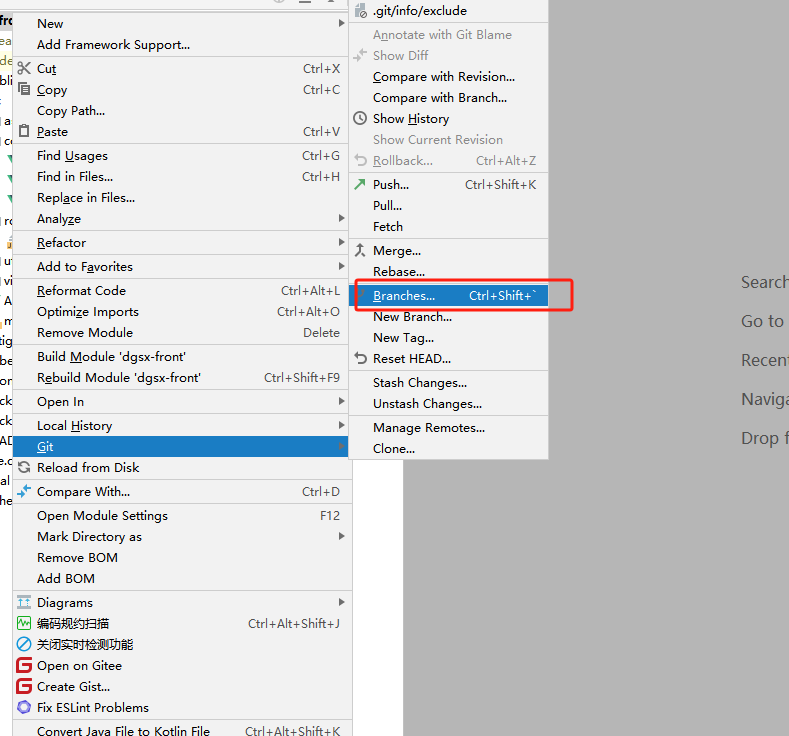 New
Add Framework Support...
Cut Ctrl+X
Copy Ctrl+C
Copy Path...
Paste Ctrl+V
Find Usages Ctrl+G
Find in Files... Ctrl+H
Replace in Files...
Analyze
Refactor
Add to Favorites
Reformat Code Ctrl+Alt+L
Optimize Imports Ctrl+Alt+O
Remove Module Delete
Build Module 'dgsx-front'
Rebuild Module 'dgsx-front' Ctrl+Shift+F9
Open In
Local History
Git
Reload from Disk
Compare With... Ctrl+D
Open Module Settings F12
Mark Directory as
Remove BOM
Add BOM
Diagrams
编码规约扫描 Ctrl+Alt+Shift+J
关闭实时检测功能
Open on Gitee
Create Gist...
Fix ESLint Problems
Convert Java File to Kotlin File Ctrl+Alt+Shift+K
.git/info/exclude
Annotate with Git Blame
Show Diff
Compare with Revision...
Compare with Branch...
Show History
Show Current Revision
Rollback... Ctrl+Alt+Z
Push... Ctrl+Shift+K
Pull...
Fetch
Merge...
Rebase...
Branches... Ctrl+Shift+`
New Branch...
New Tag...
Reset HEAD...
Stash Changes...
Unstash Changes...
Manage Remotes...
Clone...
Search
Go to
Recent
Naviga
Drop f